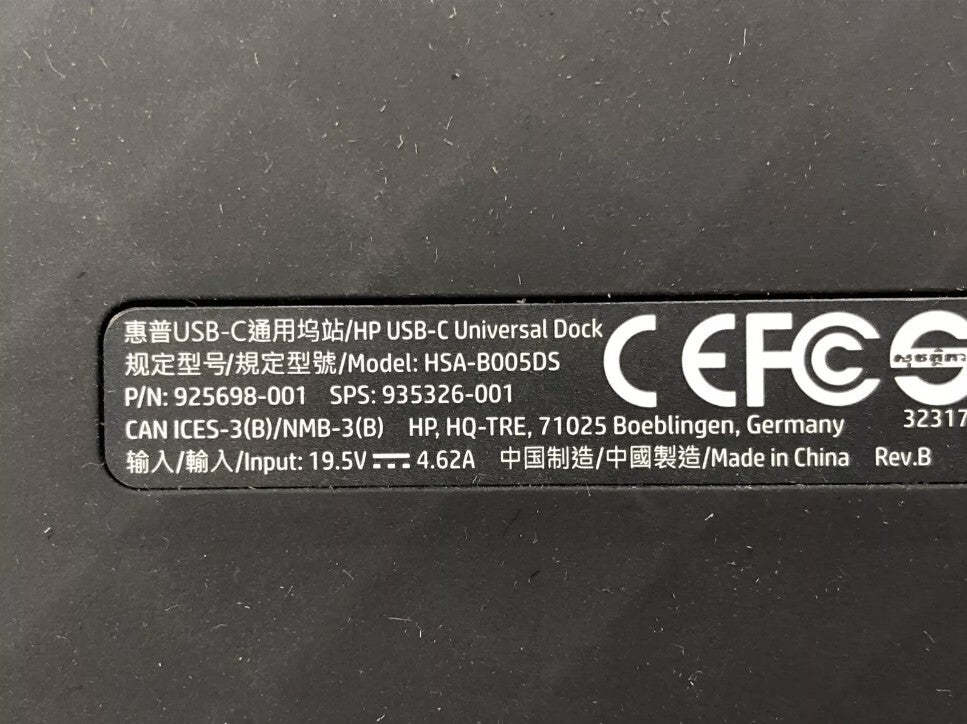 惠普USB-C通用坞站/HP USB-C Universal Dock
规定型号/規定型號/Model: HSA-B005DS
P/N: 925698-001 SPS: 935326-001
CAN ICES-3(B)/NMB-3(B) HP, HQ-TRE, 71025 Boeblingen, Germany
输入/輸入/Input: 19.5V ⎓ 4.62A 中国制造/中國製造/Made in China Rev.B
CE FC
32317